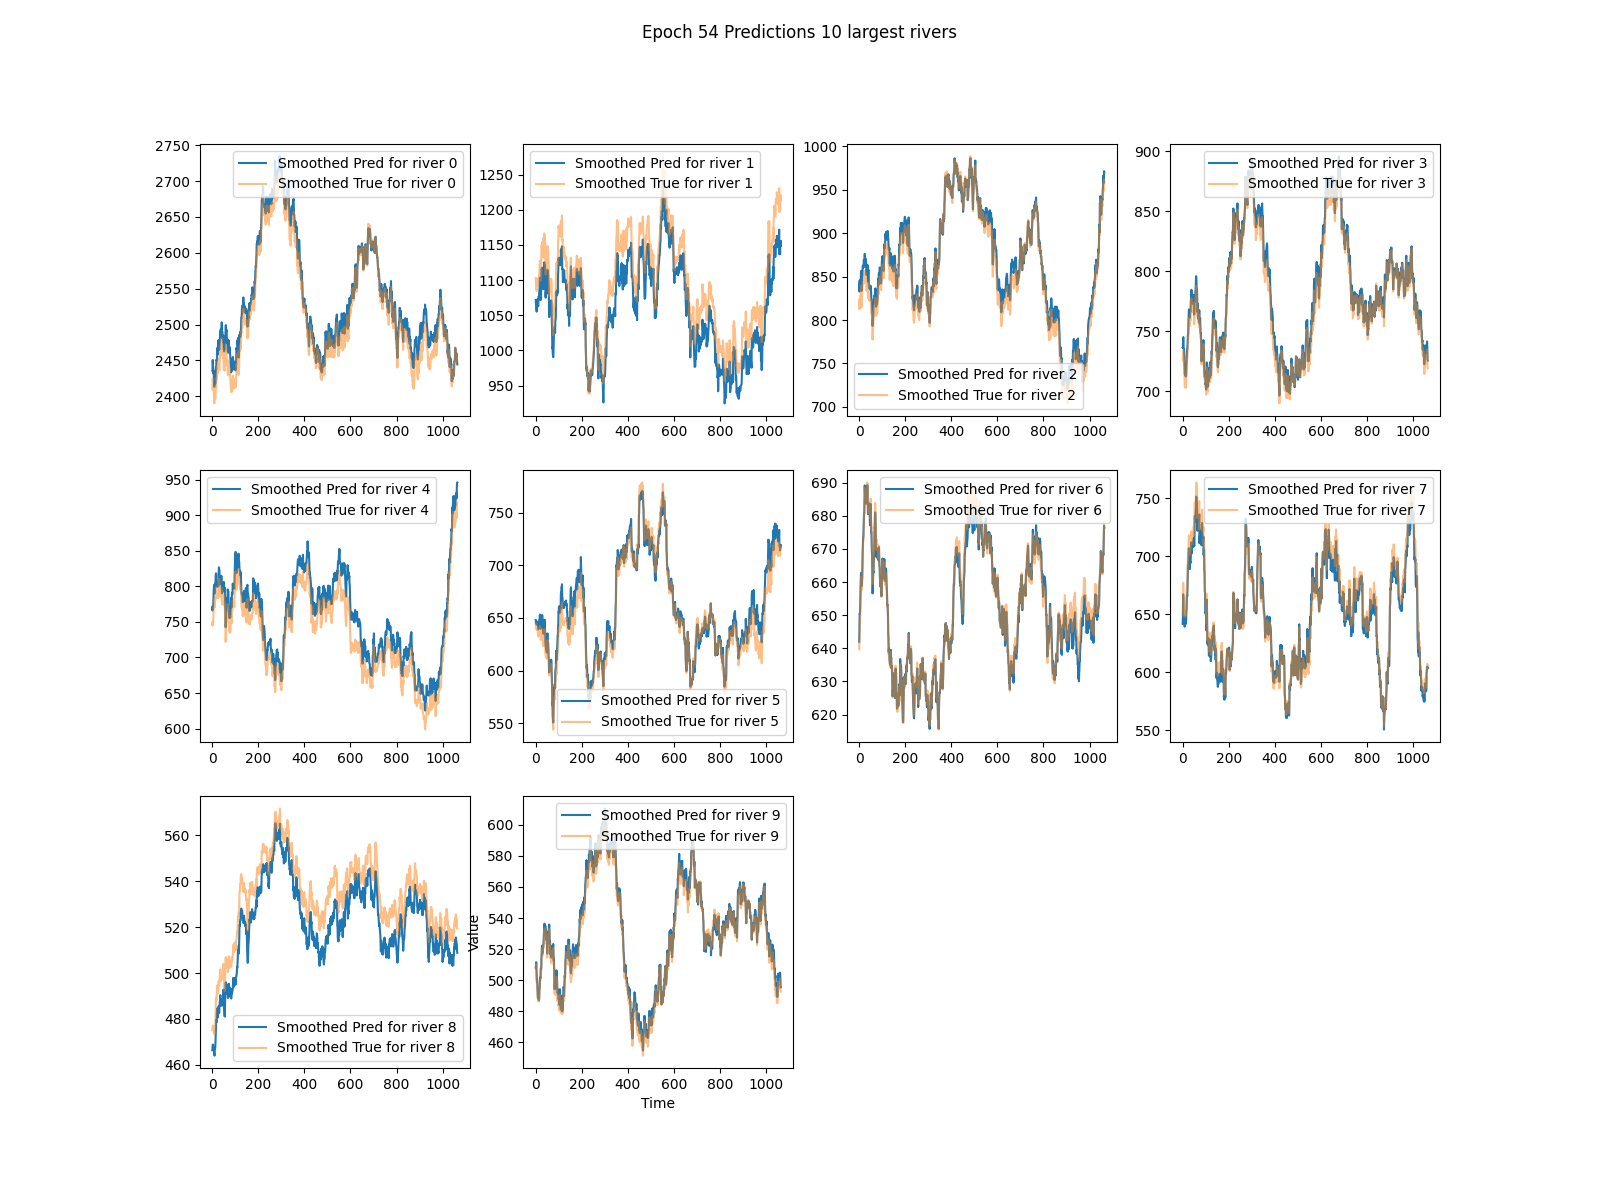 Epoch 54 Predictions 10 largest rivers
2750
2700
2650
2600
2550
2500
2450
2400
0 200 400 600 800 1000
Smoothed Pred for river 0
Smoothed True for river 0
1250
1200
1150
1100
1050
1000
950
0 200 400 600 800 1000
Smoothed Pred for river 1
Smoothed True for river 1
1000
950
900
850
800
750
700
0 200 400 600 800 1000
Smoothed Pred for river 2
Smoothed True for river 2
900
850
800
750
700
0 200 400 600 800 1000
Smoothed Pred for river 3
Smoothed True for river 3
950
900
850
800
750
700
650
600
0 200 400 600 800 1000
Smoothed Pred for river 4
Smoothed True for river 4
750
700
650
600
550
0 200 400 600 800 1000
Smoothed Pred for river 5
Smoothed True for river 5
690
680
670
660
650
640
630
620
0 200 400 600 800 1000
Smoothed Pred for river 6
Smoothed True for river 6
750
700
650
600
550
0 200 400 600 800 1000
Smoothed Pred for river 7
Smoothed True for river 7
560
540
520
500
480
460
0 200 400 600 800 1000
Smoothed Pred for river 8
Smoothed True for river 8
Value
600
580
560
540
520
500
480
460
0 200 400 600 800 1000
Time
Smoothed Pred for river 9
Smoothed True for river 9